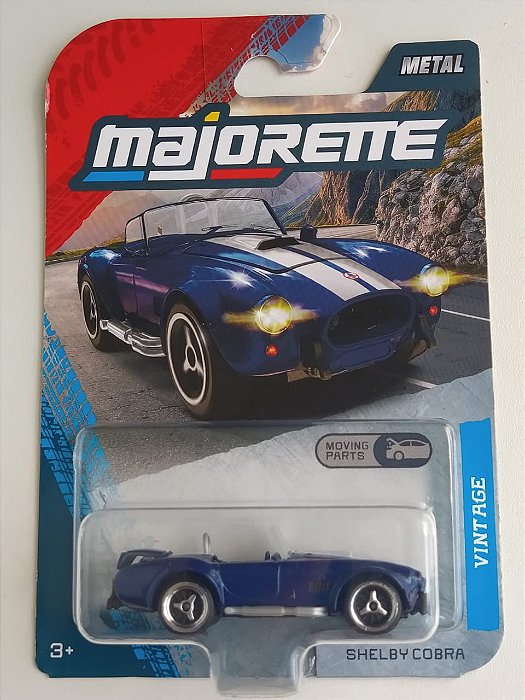 METAL
majorette
MOVING
PARTS
VINTAGE
3+
SHELBY COBRA